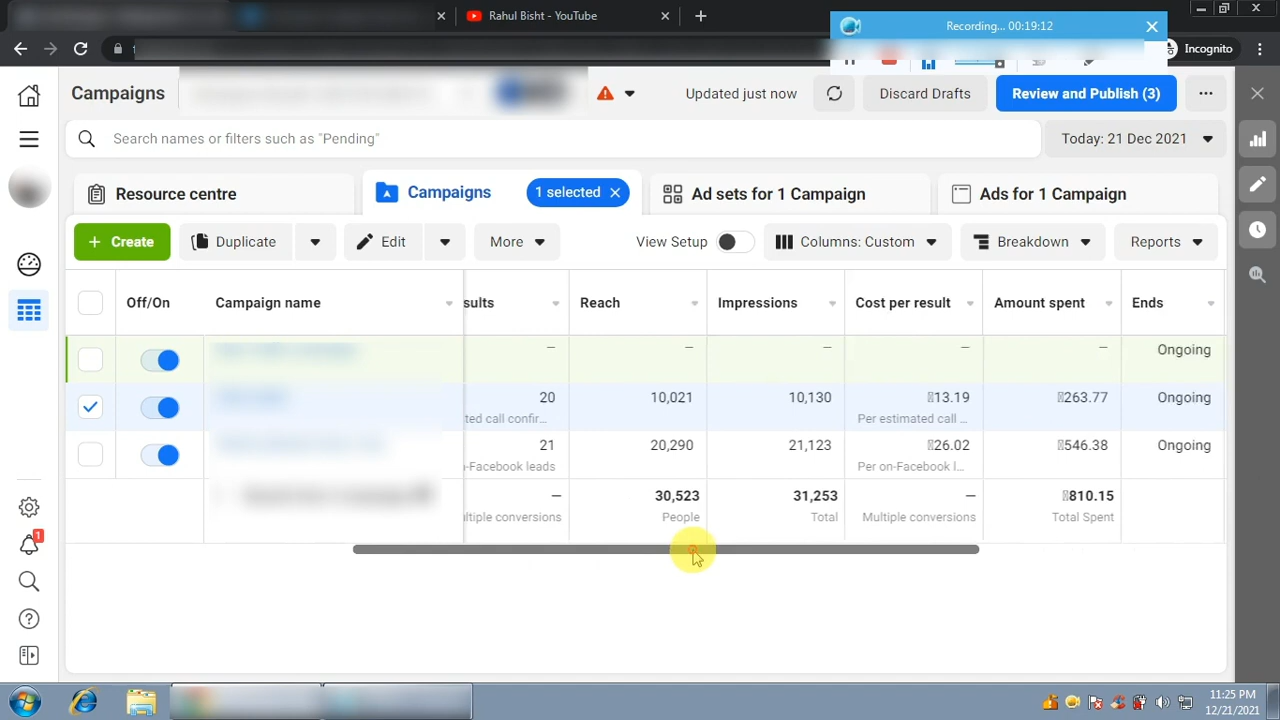 Rahul Bisht - YouTube
Recording... 00:19:12
Incognito
Campaigns
Updated just now
Discard Drafts
Review and Publish (3)
Search names or filters such as "Pending"
Today: 21 Dec 2021
Resource centre
Campaigns
1 selected
Ad sets for 1 Campaign
Ads for 1 Campaign
+ Create
Duplicate
Edit
More
View Setup
Columns: Custom
Breakdown
Reports
Off/On
Campaign name
sults
Reach
Impressions
Cost per result
Amount spent
Ends
— — — — — Ongoing
20 10,021 10,130 13.19 263.77 Ongoing
ted call confir... Per estimated call ...
21 20,290 21,123 26.02 546.38 Ongoing
n-Facebook leads Per on-Facebook l...
— 30,523 31,253 — 810.15
ltiple conversions People Total Multiple conversions Total Spent
1
11:25 PM
12/21/2021